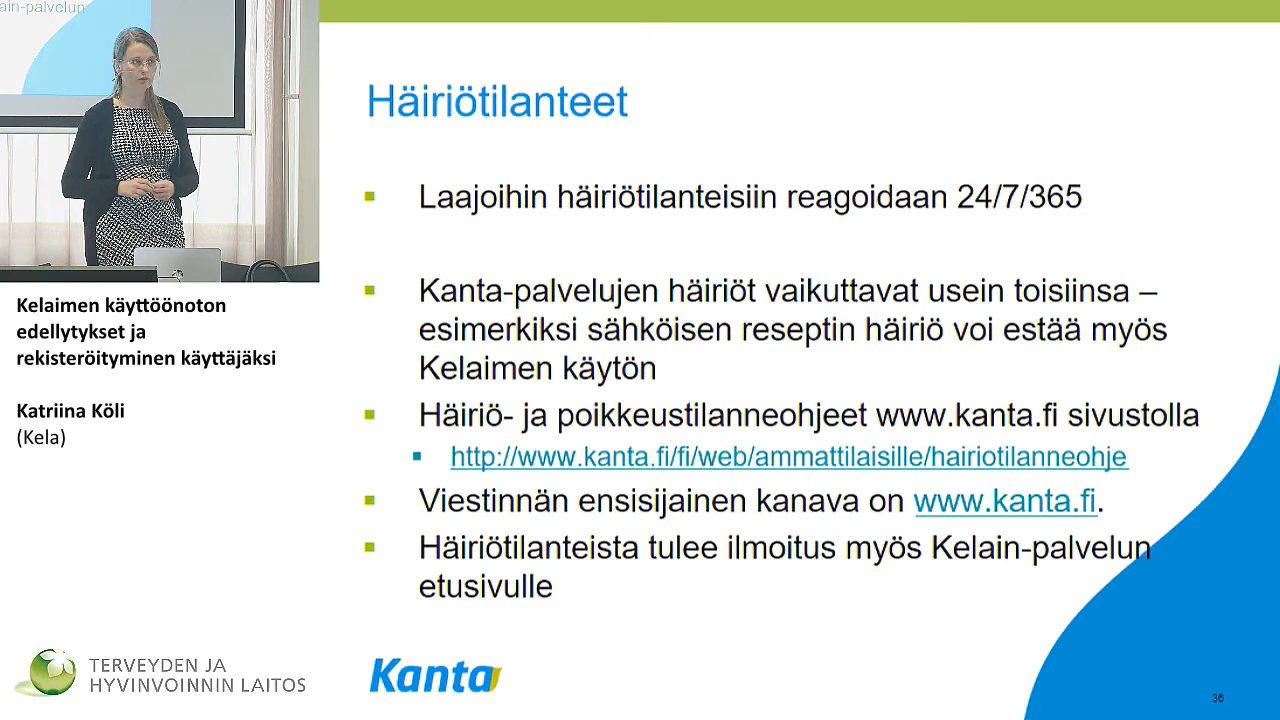 ain-palvelun
Kelaimen käyttöönoton
edellytykset ja
rekisteröityminen käyttäjäksi
Katriina Köli
(Kela)
TERVEYDEN JA
HYVINVOINNIN LAITOS
Häiriötilanteet
Laajoihin häiriötilanteisiin reagoidaan 24/7/365
Kanta-palvelujen häiriöt vaikuttavat usein toisiinsa –
esimerkiksi sähköisen reseptin häiriö voi estää myös
Kelaimen käytön
Häiriö- ja poikkeustilanneohjeet www.kanta.fi sivustolla
http://www.kanta.fi/fi/web/ammattilaisille/hairiotilanneohje
Viestinnän ensisijainen kanava on www.kanta.fi.
Häiriötilanteista tulee ilmoitus myös Kelain-palvelun
etusivulle
Kanta
36